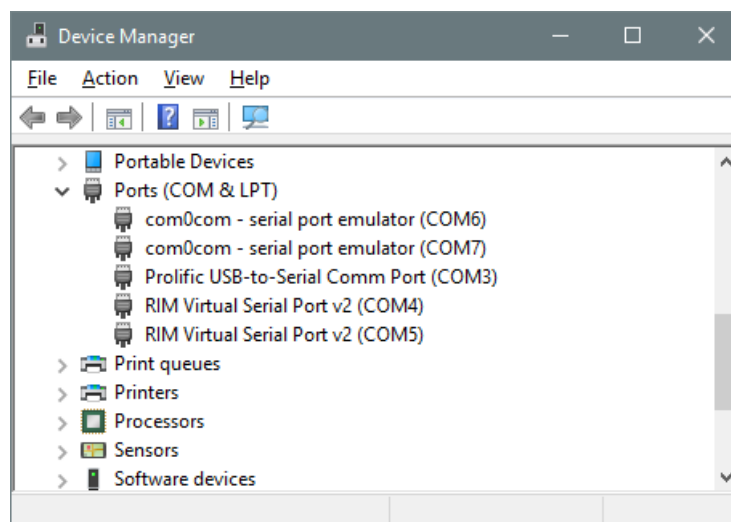 Device Manager
File Action View Help
Portable Devices
Ports (COM & LPT)
com0com - serial port emulator (COM6)
com0com - serial port emulator (COM7)
Prolific USB-to-Serial Comm Port (COM3)
RIM Virtual Serial Port v2 (COM4)
RIM Virtual Serial Port v2 (COM5)
Print queues
Printers
Processors
Sensors
Software devices